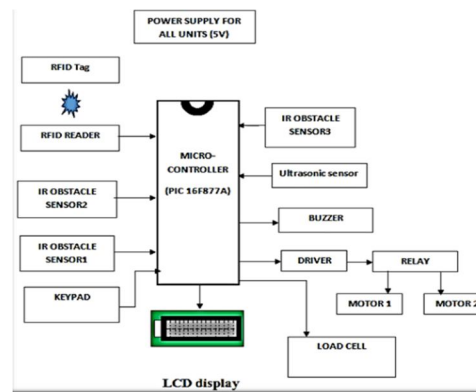 POWER SUPPLY FOR
ALL UNITS (5V)
RFID Tag
RFID READER
IR OBSTACLE
SENSOR2
IR OBSTACLE
SENSOR1
KEYPAD
MICRO-
CONTROLLER
(PIC 16F877A)
IR OBSTACLE
SENSOR3
Ultrasonic sensor
BUZZER
DRIVER
RELAY
MOTOR 1
MOTOR 2
LOAD CELL
LCD display